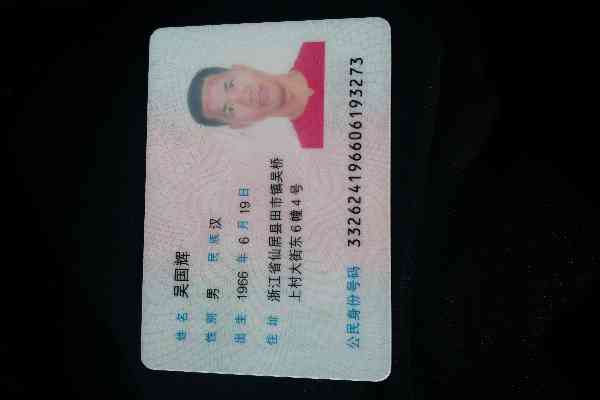 姓名 吴国辉
性别 男 民族 汉
出生 1966 年 6 月 19 日
住址 浙江省仙居县田市镇吴桥
上村大街东6幢4号
公民身份号码 332624196606193273